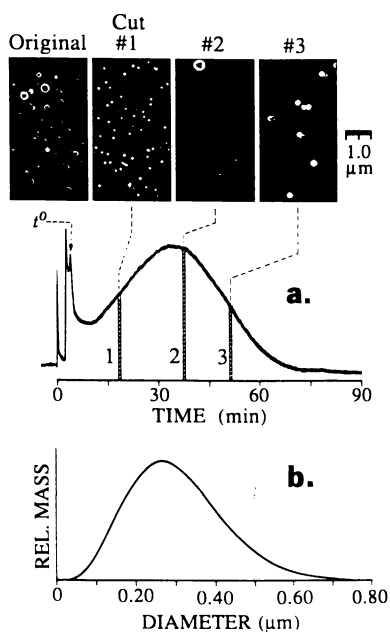 Cut
Original #1 #2 #3
1.0
μm
t⁰
a.
1 2 3
0 30 60 90
TIME (min)
b.
REL. MASS
0 0.20 0.40 0.60 0.80
DIAMETER (μm)